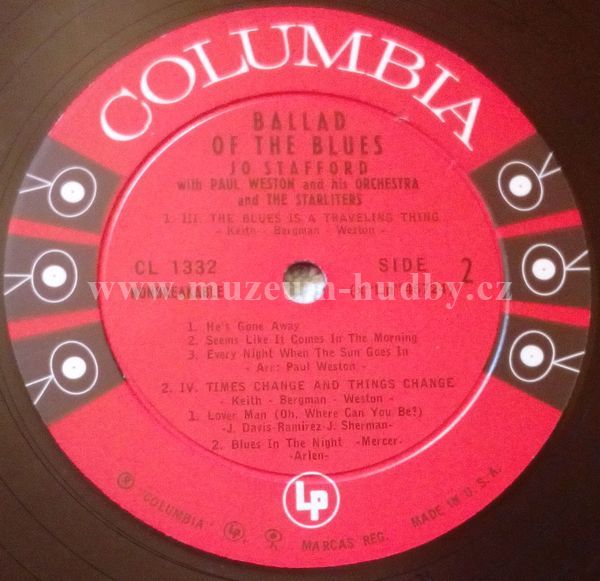 COLUMBIA
BALLAD
OF THE BLUES
JO STAFFORD
with PAUL WESTON and his ORCHESTRA
and THE STARLITERS
1. III. THE BLUES IS A TRAVELING THING
- Keith - Bergman - Weston -
CL 1332
SIDE 2
NONBREAKABLE
www.muzeum-hudby.cz
1. He's Gone Away
2. Seems Like It Comes In The Morning
3. Every Night When The Sun Goes In
- Arr: Paul Weston -
2. IV. TIMES CHANGE AND THINGS CHANGE
- Keith - Bergman - Weston -
1. Lover Man (Oh, Where Can You Be?)
-J. Davis-Ramirez J. Sherman-
2. Blues In The Night -Mercer-
-Arlen-
Lp
"COLUMBIA"
MARCAS REG.
MADE IN U.S.A.